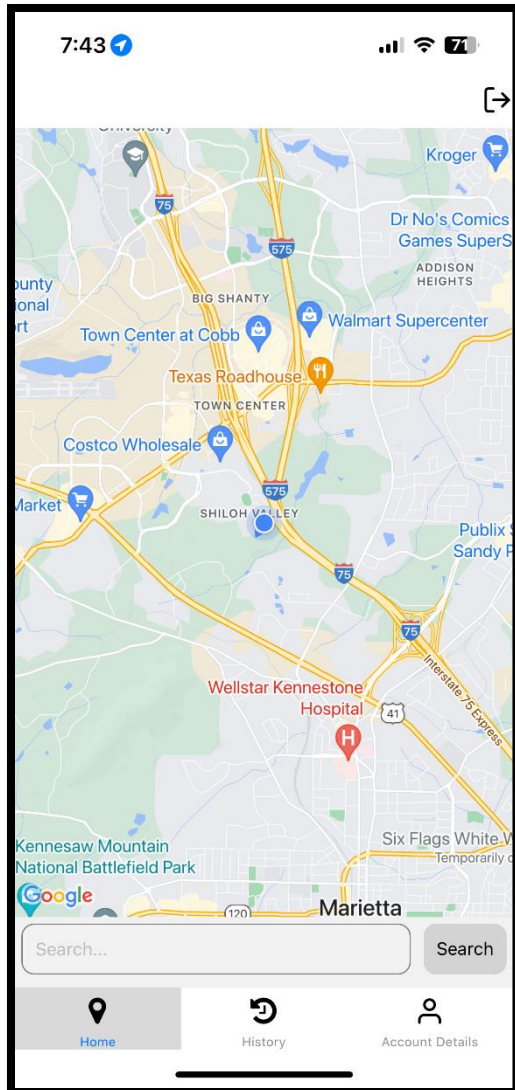 7:43
71
University
Kroger
75
Dr No's Comics
Games SuperS
575
ADDISON
HEIGHTS
ounty
ional
rt
BIG SHANTY
Town Center at Cobb
Walmart Supercenter
Texas Roadhouse
TOWN CENTER
Costco Wholesale
575
Market
SHILOH VALLEY
Publix S
Sandy P
75
75
Interstate 75 Express
Wellstar Kennestone
Hospital
41
H
Six Flags White W
Temporarily c
Kennesaw Mountain
National Battlefield Park
Google
120
Marietta
Search...
Search
Home
History
Account Details